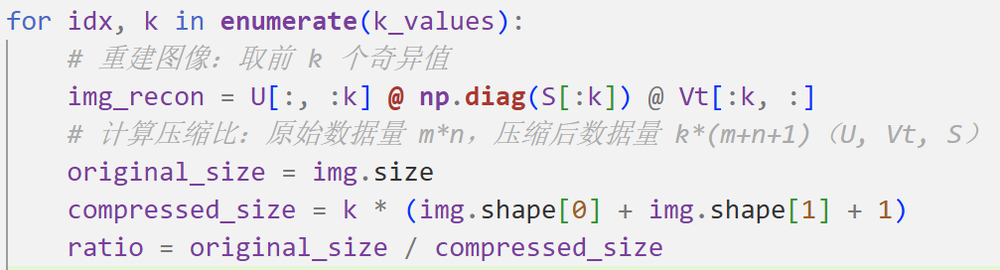 for idx, k in enumerate(k_values):
    # 重建图像：取前 k 个奇异值
    img_recon = U[:, :k] @ np.diag(S[:k]) @ Vt[:k, :]
    # 计算压缩比：原始数据量 m*n，压缩后数据量 k*(m+n+1)（U, Vt, S）
    original_size = img.size
    compressed_size = k * (img.shape[0] + img.shape[1] + 1)
    ratio = original_size / compressed_size